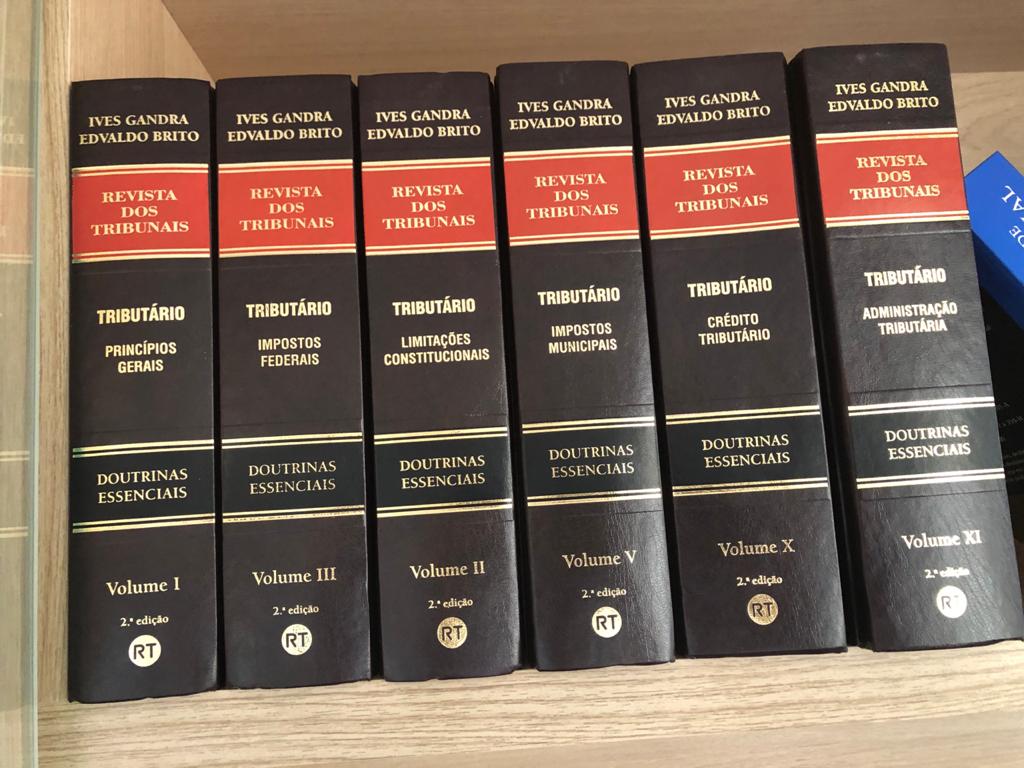 IVES GANDRA
EDVALDO BRITO
REVISTA
DOS
TRIBUNAIS
TRIBUTÁRIO
PRINCÍPIOS
GERAIS
DOUTRINAS
ESSENCIAIS
Volume I
2.ª edição
RT
IVES GANDRA
EDVALDO BRITO
REVISTA
DOS
TRIBUNAIS
TRIBUTÁRIO
IMPOSTOS
FEDERAIS
DOUTRINAS
ESSENCIAIS
Volume III
2.ª edição
RT
IVES GANDRA
EDVALDO BRITO
REVISTA
DOS
TRIBUNAIS
TRIBUTÁRIO
LIMITAÇÕES
CONSTITUCIONAIS
DOUTRINAS
ESSENCIAIS
Volume II
2.ª edição
RT
IVES GANDRA
EDVALDO BRITO
REVISTA
DOS
TRIBUNAIS
TRIBUTÁRIO
IMPOSTOS
MUNICIPAIS
DOUTRINAS
ESSENCIAIS
Volume V
2.ª edição
RT
IVES GANDRA
EDVALDO BRITO
REVISTA
DOS
TRIBUNAIS
TRIBUTÁRIO
CRÉDITO
TRIBUTÁRIO
DOUTRINAS
ESSENCIAIS
Volume X
2.ª edição
RT
IVES GANDRA
EDVALDO BRITO
REVISTA
DOS
TRIBUNAIS
TRIBUTÁRIO
ADMINISTRAÇÃO
TRIBUTÁRIA
DOUTRINAS
ESSENCIAIS
Volume XI
2.ª edição
RT
DE